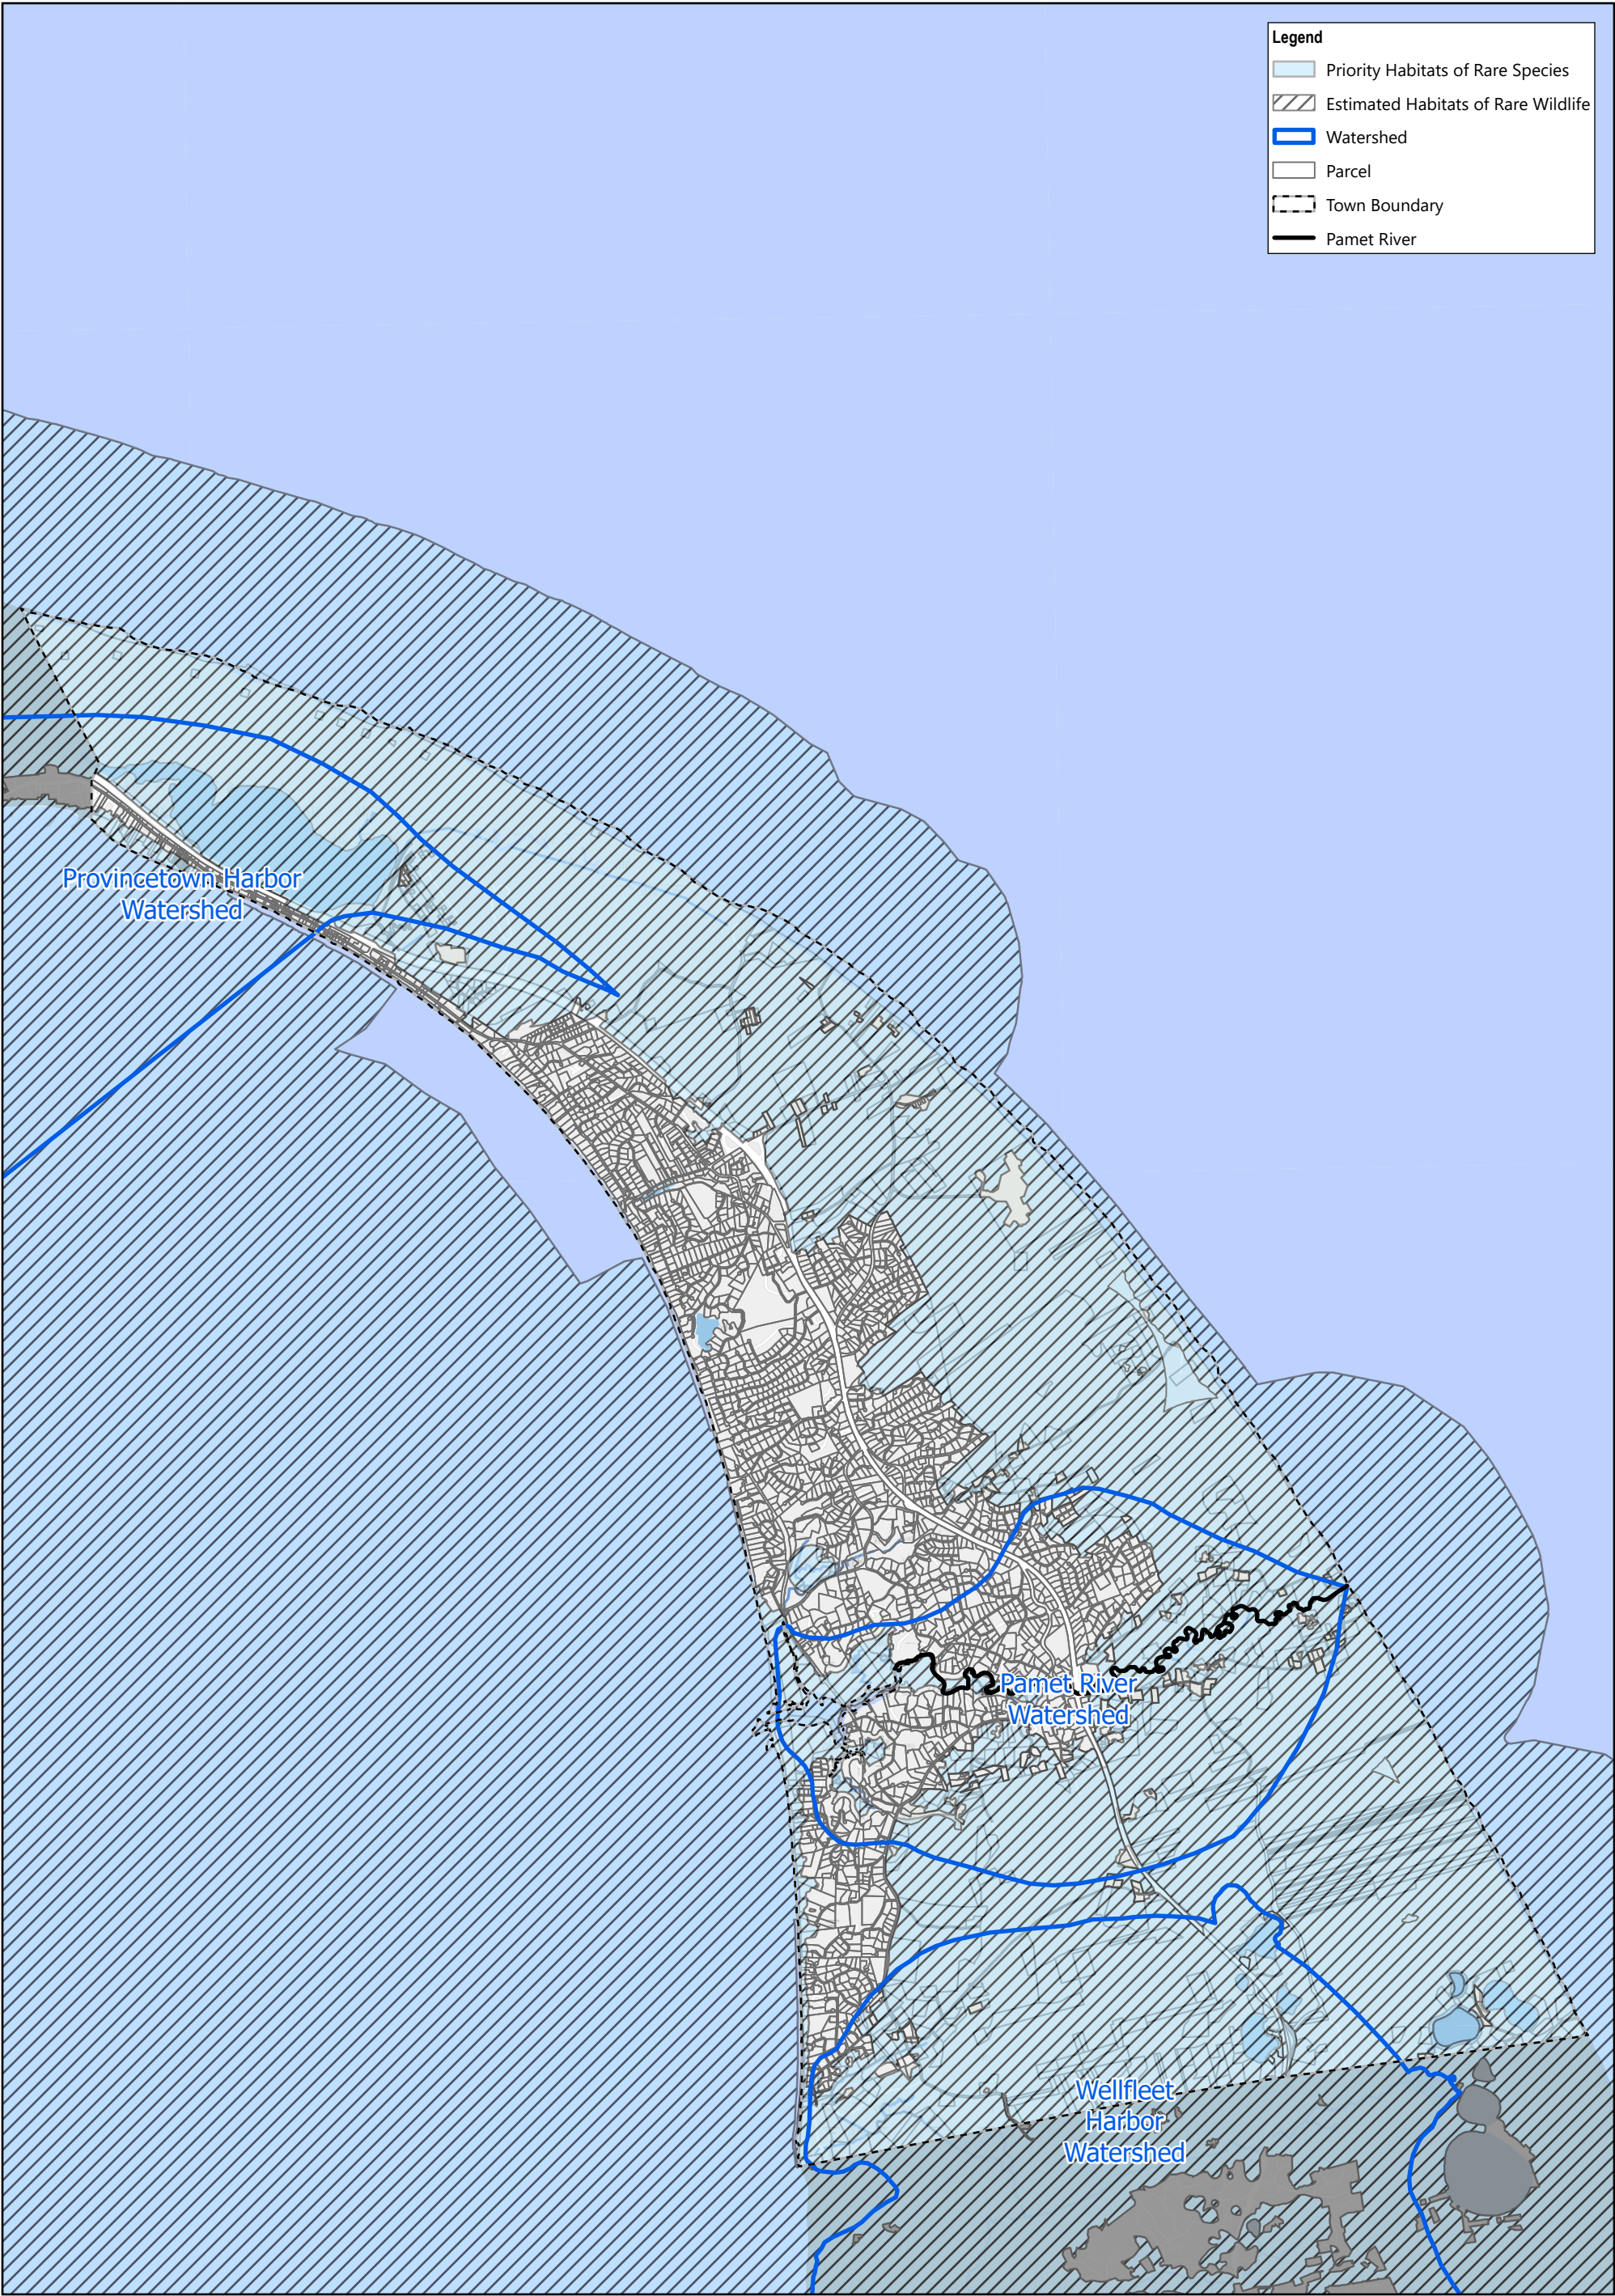 Legend
Priority Habitats of Rare Species
Estimated Habitats of Rare Wildlife
Watershed
Parcel
Town Boundary
Pamet River
Provincetown Harbor
Watershed
Pamet River
Watershed
Wellfleet
Harbor
Watershed